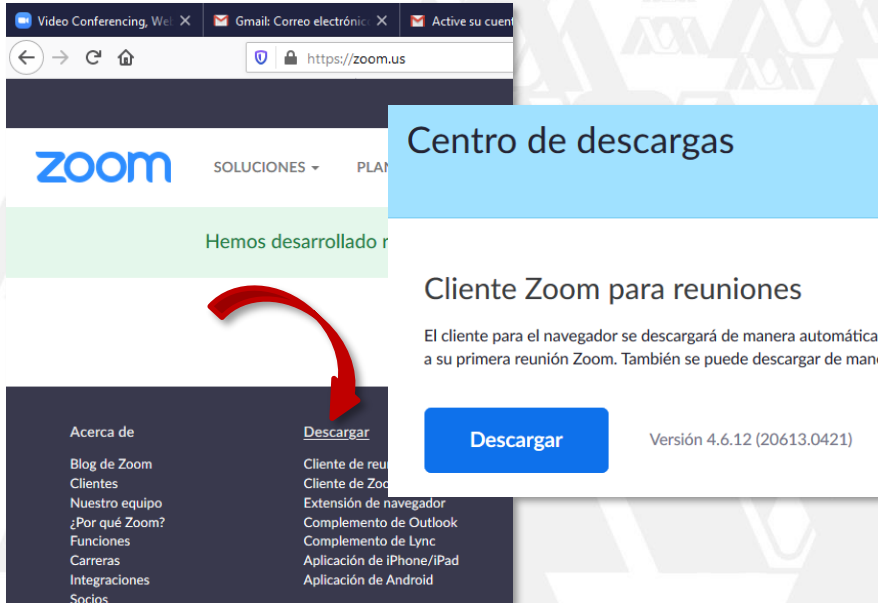 Video Conferencing, Wel
Gmail: Correo electrónic
Active su cuent
https://zoom.us
zoom
SOLUCIONES
PLAN
Hemos desarrollado r
Centro de descargas
Cliente Zoom para reuniones
El cliente para el navegador se descargará de manera automática
a su primera reunión Zoom. También se puede descargar de mane
Descargar
Versión 4.6.12 (20613.0421)
Acerca de
Blog de Zoom
Clientes
Nuestro equipo
¿Por qué Zoom?
Funciones
Carreras
Integraciones
Socios
Descargar
Cliente de reu
Cliente de Zoo
Extensión de navegador
Complemento de Outlook
Complemento de Lync
Aplicación de iPhone/iPad
Aplicación de Android